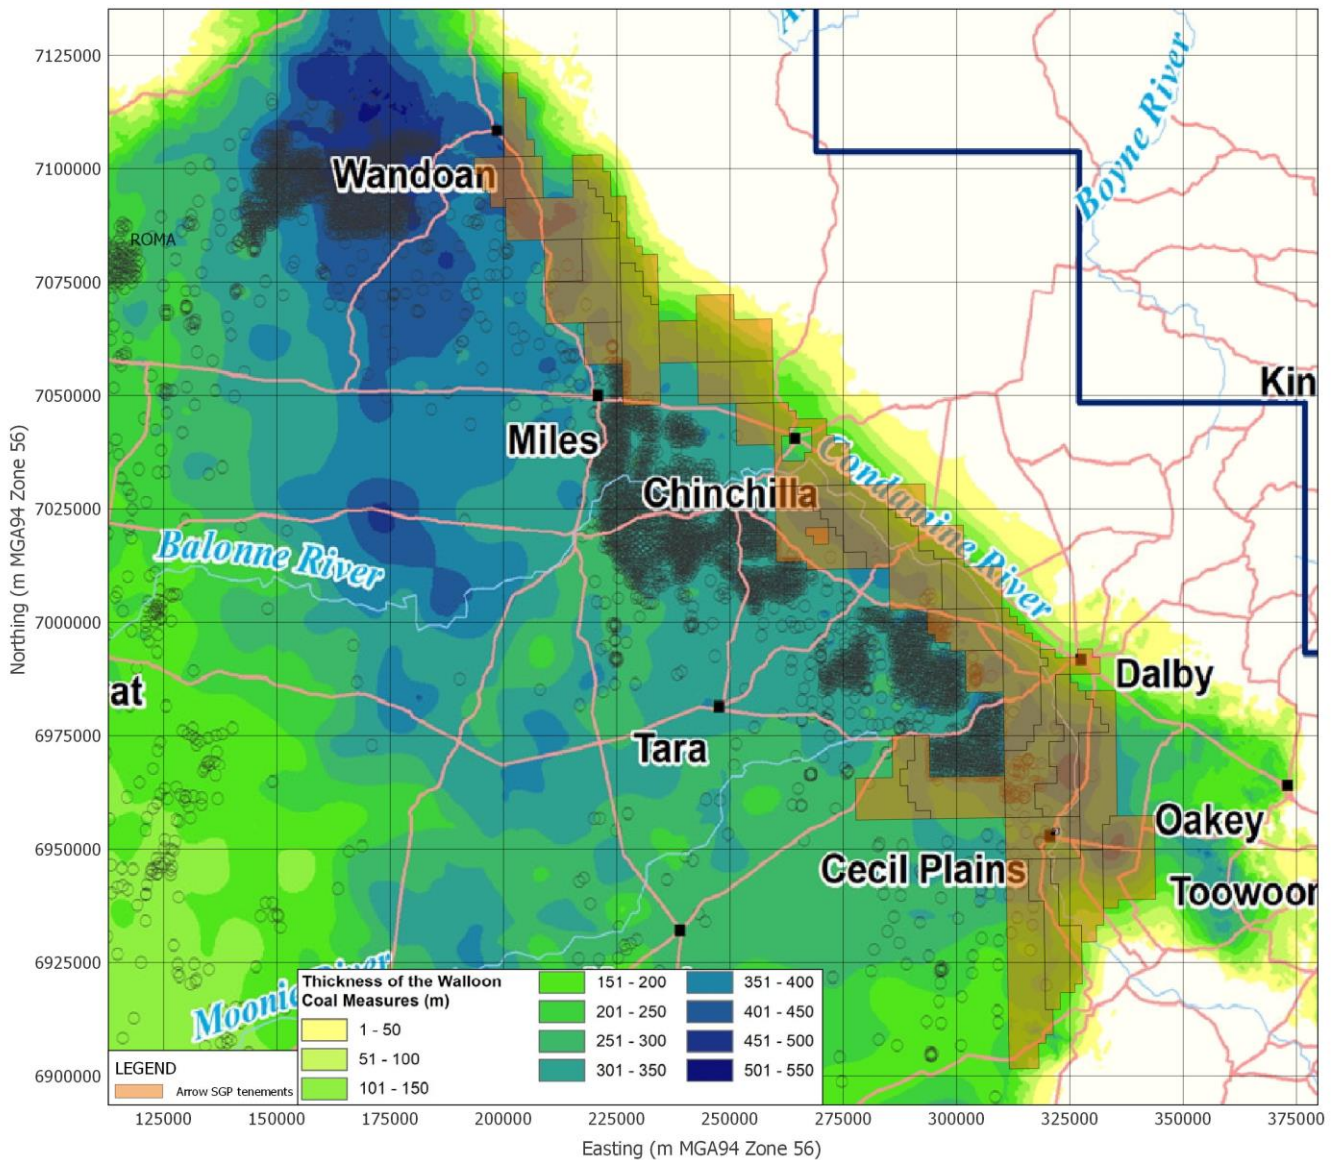 7125000
7100000
7075000
7050000
7025000
7000000
6975000
6950000
6925000
6900000
Northing (m MGA94 Zone 56)
Boyne River
Wandoan
ROMA
Kin
Miles
Condamine River
Chinchilla
Balonne River
Dalby
at
Tara
Oakey
Cecil Plains
Toowoor
Moonie River
Thickness of the Walloon
Coal Measures (m)
1 - 50
51 - 100
101 - 150
151 - 200
201 - 250
251 - 300
301 - 350
351 - 400
401 - 450
451 - 500
501 - 550
LEGEND
Arrow SGP tenements
125000 150000 175000 200000 225000 250000 275000 300000 325000 350000 375000
Easting (m MGA94 Zone 56)